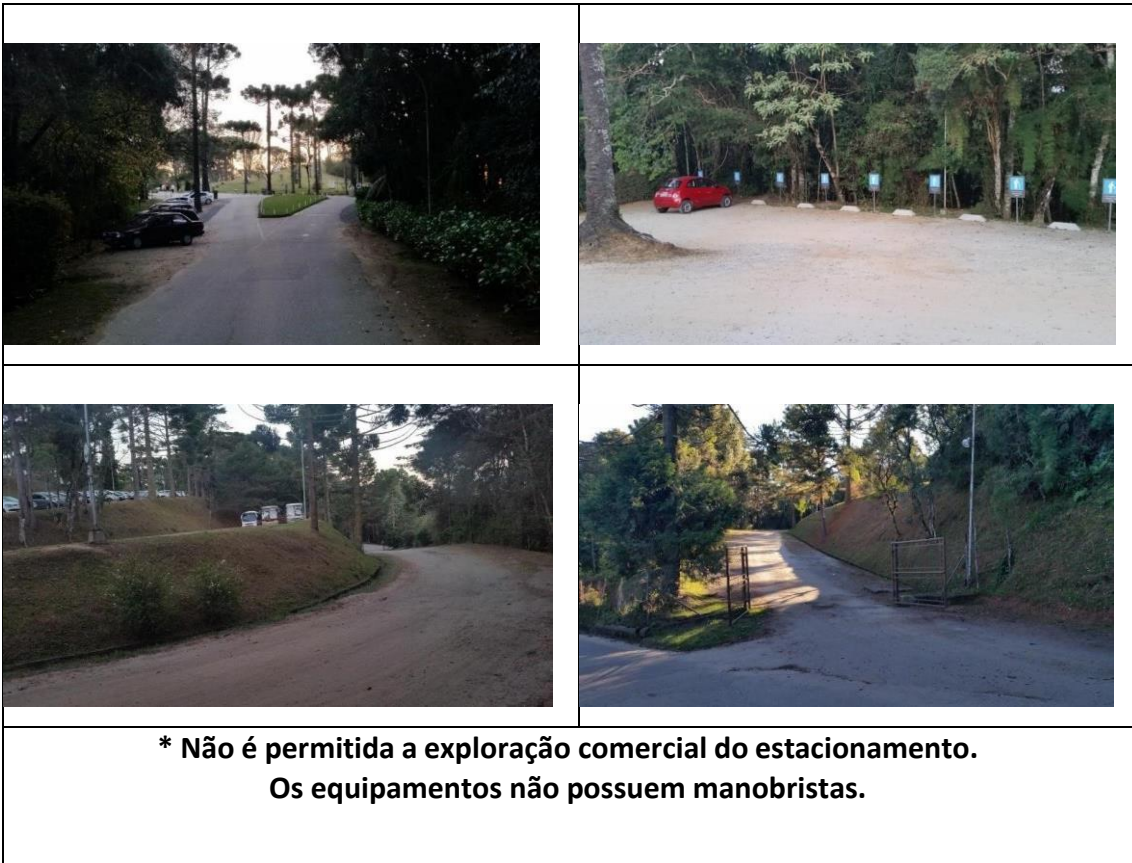 * Não é permitida a exploração comercial do estacionamento.
Os equipamentos não possuem manobristas.